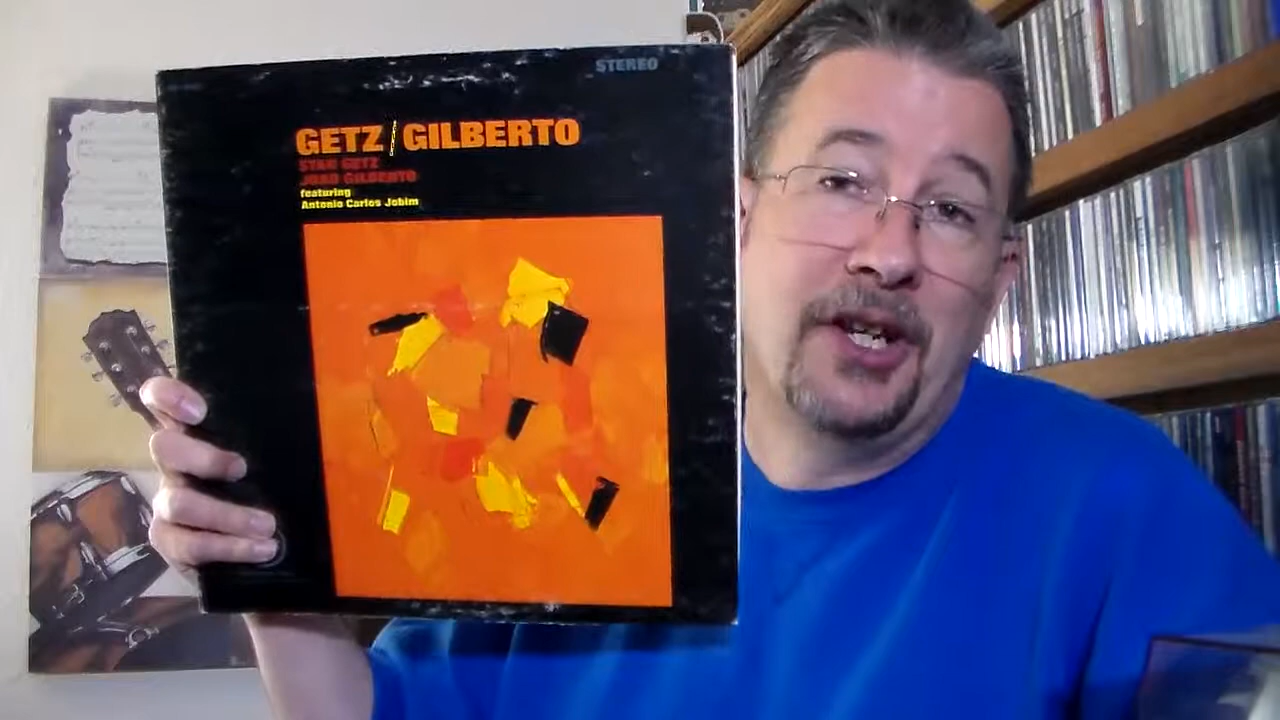 STEREO
GETZ/GILBERTO
STAN GETZ
JOAO GILBERTO
featuring
Antonio Carlos Jobim